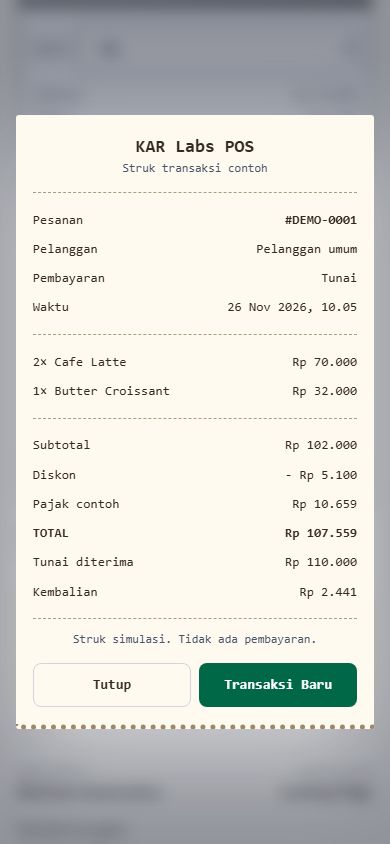 KAR Labs POS
Struk transaksi contoh
Pesanan #DEMO-0001
Pelanggan Pelanggan umum
Pembayaran Tunai
Waktu 26 Nov 2026, 10.05
2× Cafe Latte Rp 70.000
1× Butter Croissant Rp 32.000
Subtotal Rp 102.000
Diskon - Rp 5.100
Pajak contoh Rp 10.659
TOTAL Rp 107.559
Tunai diterima Rp 110.000
Kembalian Rp 2.441
Struk simulasi. Tidak ada pembayaran.
Tutup Transaksi Baru